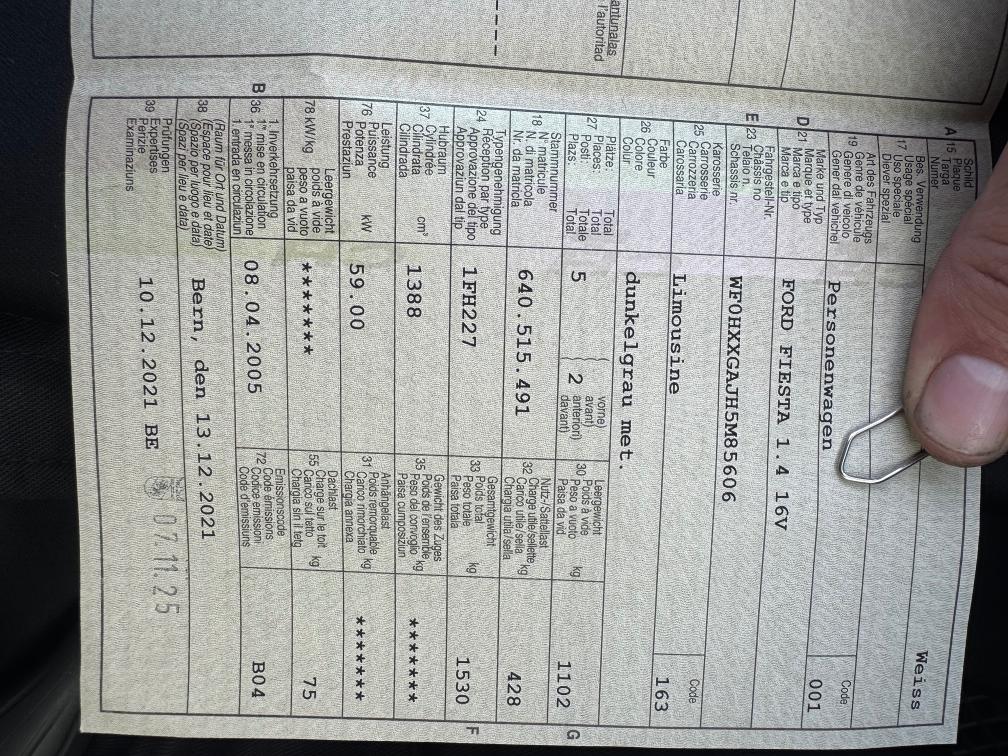 antunalas
l'autoritad
----
A
15 Schild
Plaque
Targa
Numer
Weiss
17 Bes. Verwendung
Usage spécial
Uso speciale
Diever spezial
19 Art des Fahrzeugs
Genre de véhicule
Genere di veicolo
Gener dal vehichel
Personenwagen
Code
001
D
21 Marke und Typ
Marque et type
Marca e tipo
Marca e tip
FORD FIESTA 1.4 16V
E
23 Fahrgestell-Nr.
Châssis no
Telaio n.
Schassis nr.
WF0HXXGAJH5M85606
25 Karosserie
Carrosserie
Carrozzeria
Carossaria
Limousine
Code
163
26 Farbe
Couleur
Colore
Colur
dunkelgrau met.
27 Plätze: Total
Places: Total
Posti: Totale
Plazs: Total
5
2
vorne)
avant)
anteriori)
davant)
G
30 Leergewicht
Poids à vide
Peso a vuoto kg
Paisa da vid
1102
18 Stammnummer
N matricule
N. di matricola
Nr. da matricla
640.515.491
32 Nutz-/Sattellast
Charge utile/sellette
Carico utile/sella kg
Chargia utila/sella
428
24 Typengenehmigung
Réception par type
Approvazione del tipo
Approvaziun dal tip
1FH227
33 Gesamtgewicht
Poids total
Peso totale kg
Paisa totala
1530
F
37 Hubraum
Cylindrée cm³
Cilindrata
Cilindrada
1388
35 Gewicht des Zuges
Poids de l'ensemble
Peso del convoglio kg
Paisa cumposiziun
*******
76 Leistung
Puissance
Potenza kW
Prestaziun
59.00
31 Anhängelast
Poids remorquable
Carico rimorchiato kg
Chargia annexa
*******
78 kW/kg Leergewicht
poids à vide
peso a vuoto
paisa da vid
*******
55 Dachlast
Charge sur le toit
Carico sul tetto kg
Chargia sin il tetg
75
B
36 1. Inverkehrsetzung
1re mise en circulation
1a messa in circolazione
1. entrada en circulaziun
08.04.2005
72 Emissionscode
Code émissions
Codice emissioni
Code d'emissiuns
B04
38 (Raum für Ort und Datum)
(Espace pour lieu et date)
(Spazio per luogo e data)
(Spazi per lieu e data)
Bern, den 13.12.2021
39 Prüfungen
Expertises
Perizie
Examinaziuns
10.12.2021 BE
07.11.25